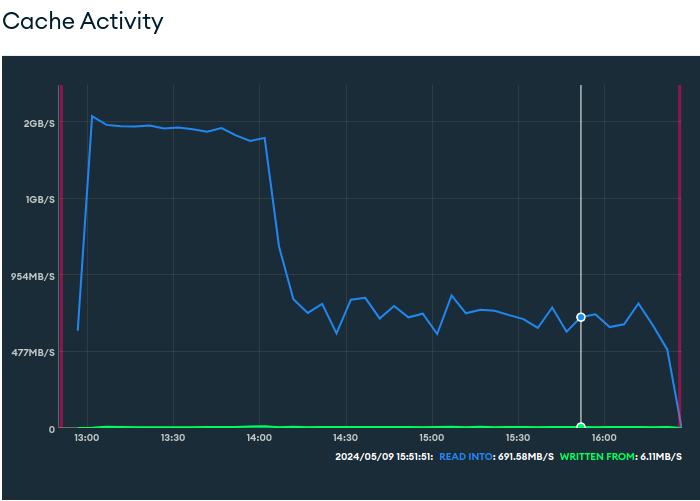 Cache Activity
2GB/S
1GB/S
954MB/S
477MB/S
0
13:00 13:30 14:00 14:30 15:00 15:30 16:00
2024/05/09 15:51:51: READ INTO: 691.58MB/S WRITTEN FROM: 6.11MB/S